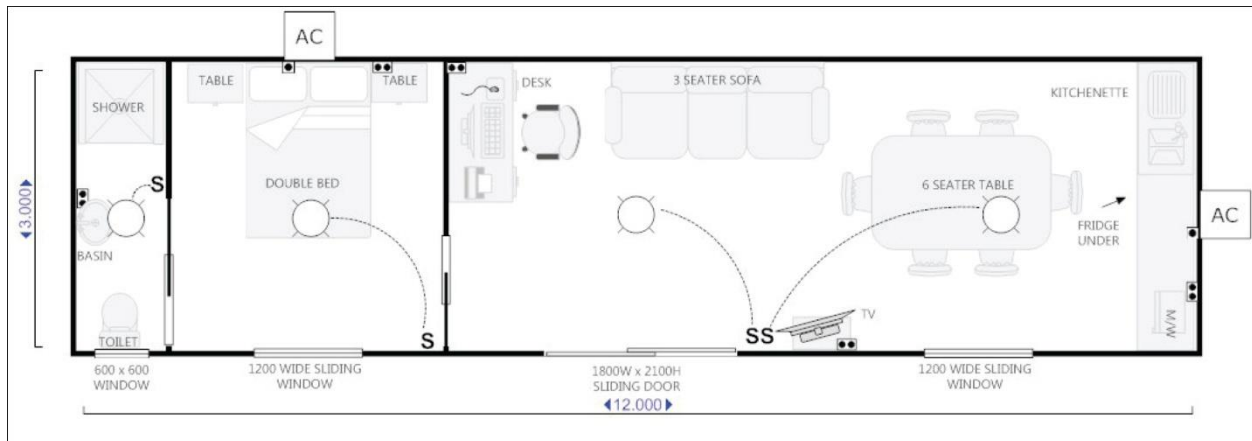 AC
TABLE
TABLE
DESK
3 SEATER SOFA
KITCHENETTE
SHOWER
3.000
S
DOUBLE BED
6 SEATER TABLE
AC
FRIDGE
UNDER
BASIN
TOILET
S
SS
TV
M/W
600 x 600
WINDOW
1200 WIDE SLIDING
WINDOW
1800W x 2100H
SLIDING DOOR
1200 WIDE SLIDING
WINDOW
12.000